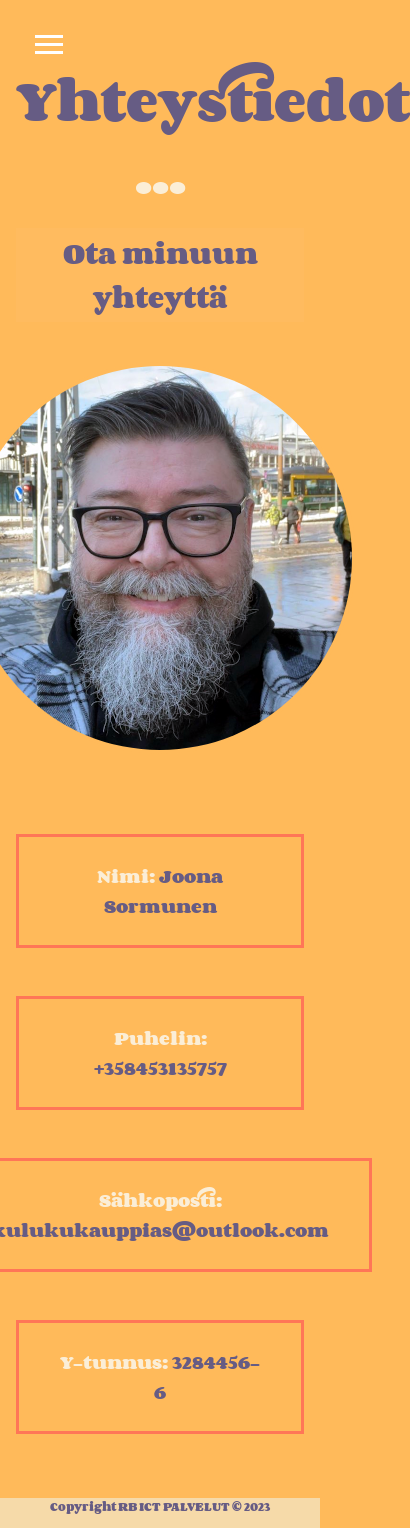 Yhteystiedot
Ota minuun
yhteyttä
Nimi: Joona
Sormunen
Puhelin:
+358453135757
Sähkoposti:
kulukukauppias@outlook.com
Y-tunnus: 3284456-
6
Copyright RB ICT PALVELUT © 2023